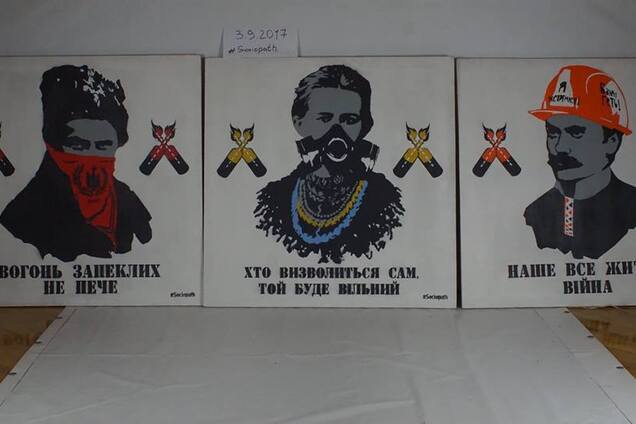 3.9.2017
#Sociopath
ВОГОНЬ ЗАПЕКЛИХ
НЕ ПЕЧЕ
ХТО ВИЗВОЛИТЬСЯ САМ,
ТОЙ БУДЕ ВІЛЬНИЙ
#Sociopath
#Sociopath
Я
НАШЕ ВСЕ
ВІЙНА